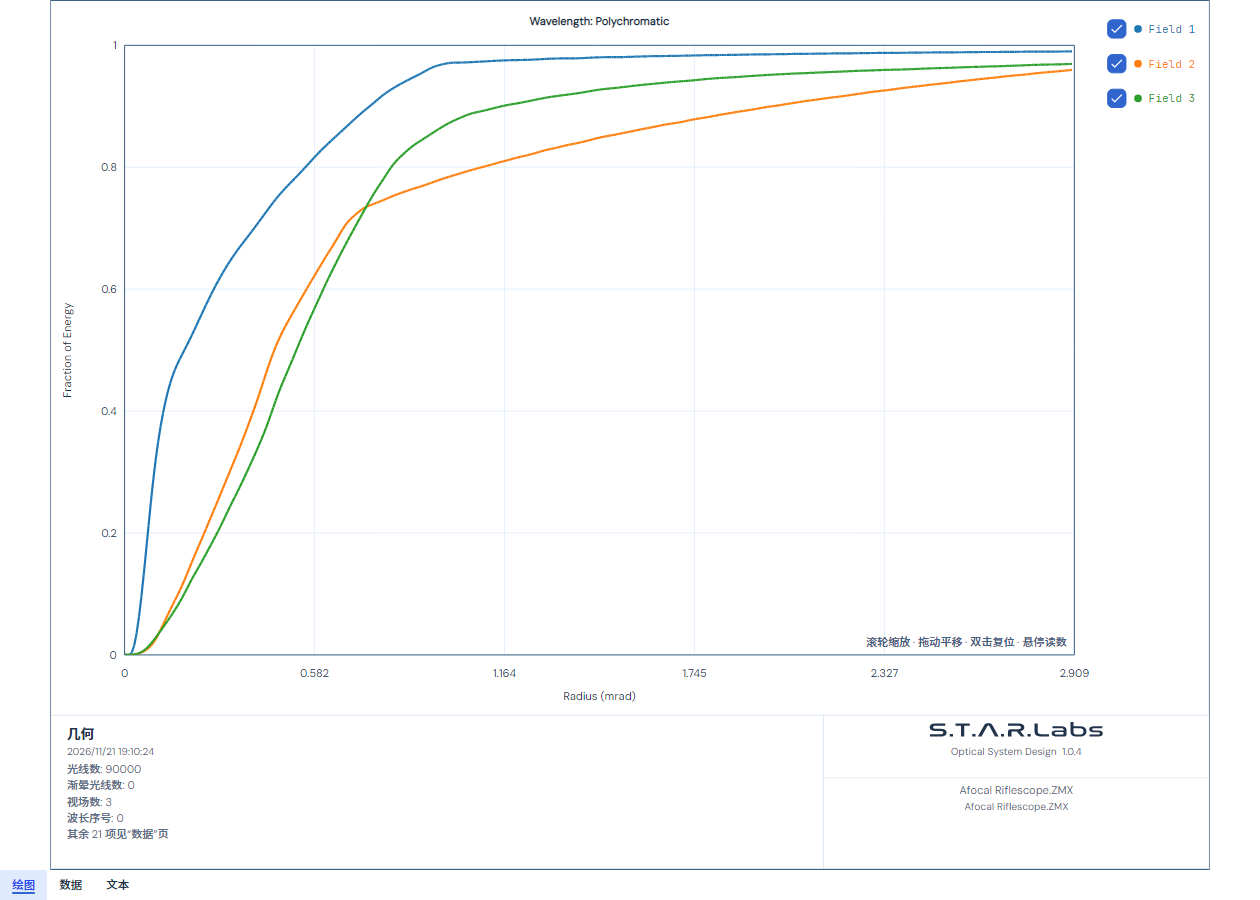 Wavelength: Polychromatic
Field 1
Field 2
Field 3
1
0.8
0.6
0.4
0.2
0
Fraction of Energy
滚轮缩放 · 拖动平移 · 双击复位 · 悬停读数
0
0.582
1.164
1.745
2.327
2.909
Radius (mrad)
几何
2026/11/21 19:10:24
光线数: 90000
渐晕光线数: 0
视场数: 3
波长序号: 0
其余 21 项见“数据”页
S.T.A.R.Labs
Optical System Design 1.0.4
Afocal Riflescope.ZMX
Afocal Riflescope.ZMX
绘图
数据
文本